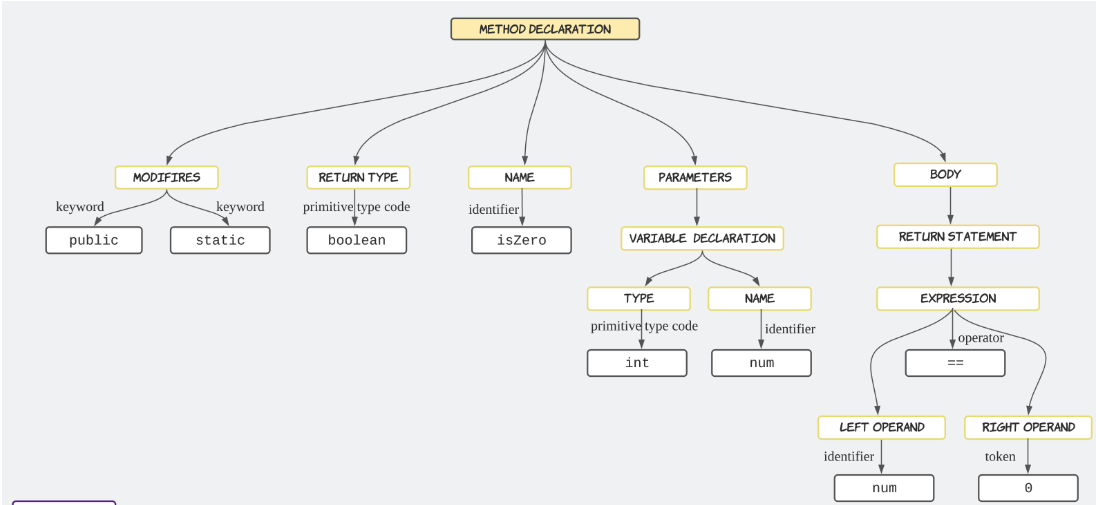 METHOD DECLARATION
MODIFIRES
RETURN TYPE
NAME
PARAMETERS
BODY
keyword
keyword
primitive type code
identifier
public
static
boolean
isZero
VARIABLE DECLARATION
RETURN STATEMENT
TYPE
NAME
EXPRESSION
primitive type code
identifier
operator
int
num
==
LEFT OPERAND
RIGHT OPERAND
identifier
token
num
0